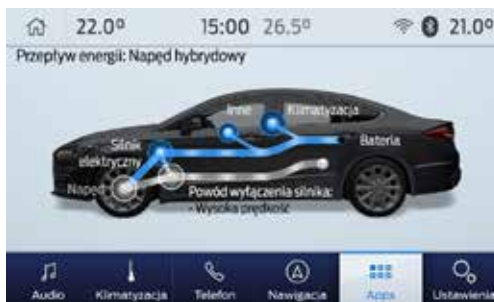 22.0° 15:00 26.5° 21.0°
Przepływ energii: Napęd hybrydowy
Inne
Klimatyzacja
Silnik
elektryczny
Bateria
Napęd
Powód wyłączenia silnika:
- Wysoka prędkość
Audio Klimatyzacja Telefon Nawigacja Apps Ustawienia